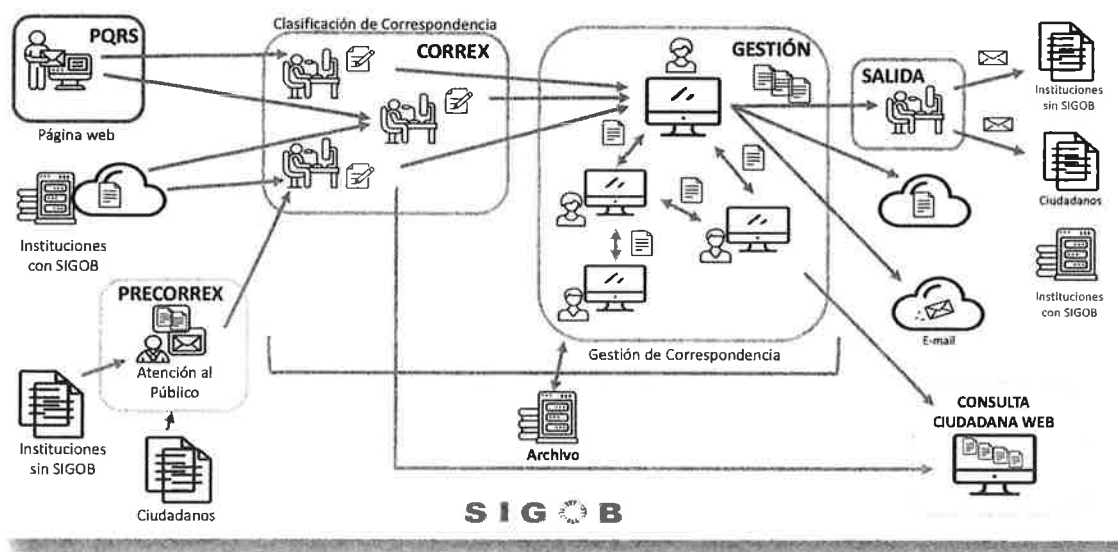 PQRS
Página web
Instituciones
con SIGOB
PRECORREX
Atención al
Público
Instituciones
sin SIGOB
Ciudadanos
Clasificación de Correspondencia
CORREX
GESTIÓN
Gestión de Correspondencia
Archivo
SALIDA
Instituciones
sin SIGOB
Ciudadanos
Instituciones
con SIGOB
E-mail
CONSULTA
CIUDADANA WEB
SIGOB